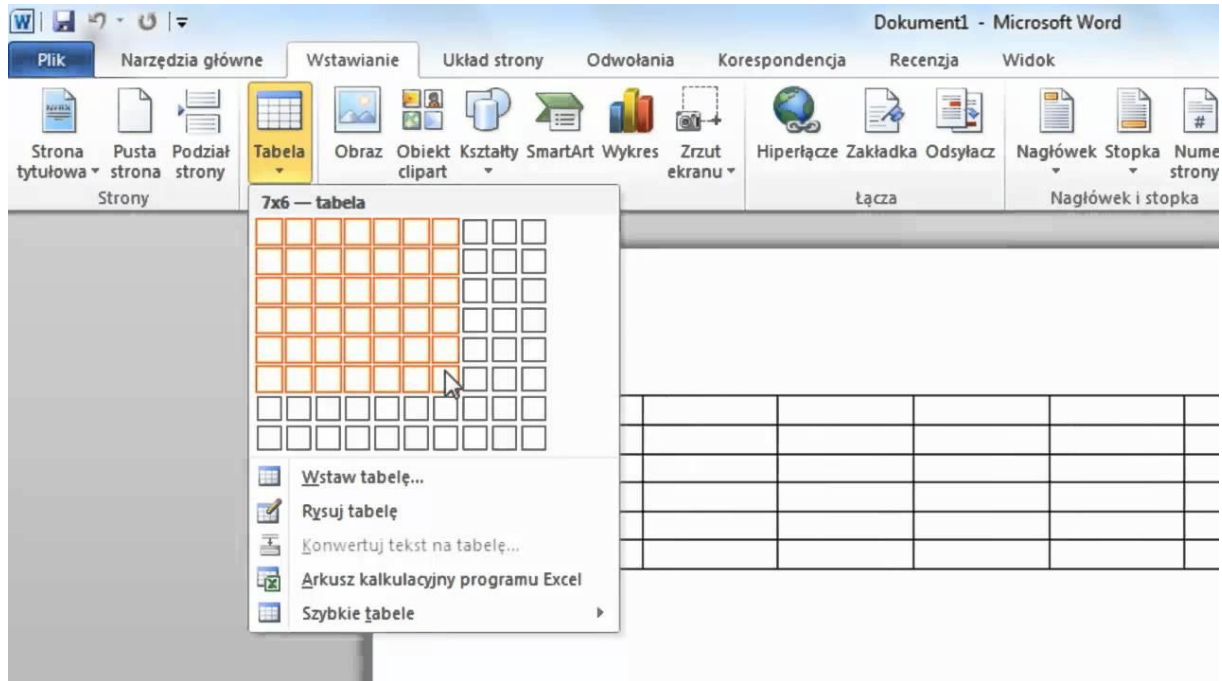 W
Dokument1 - Microsoft Word
Plik Narzędzia główne Wstawianie Układ strony Odwołania Korespondencja Recenzja Widok
Strona tytułowa
Pusta strona
Podział strony
Tabela
Obraz
Obiekt clipart
Kształty
SmartArt
Wykres
Zrzut ekranu
Hiperłącze
Zakładka
Odsyłacz
Nagłówek
Stopka
#
Nume
strony
Strony
Łącza
Nagłówek i stopka
7x6 — tabela
Wstaw tabelę...
Rysuj tabelę
Konwertuj tekst na tabelę...
Arkusz kalkulacyjny programu Excel
Szybkie tabele